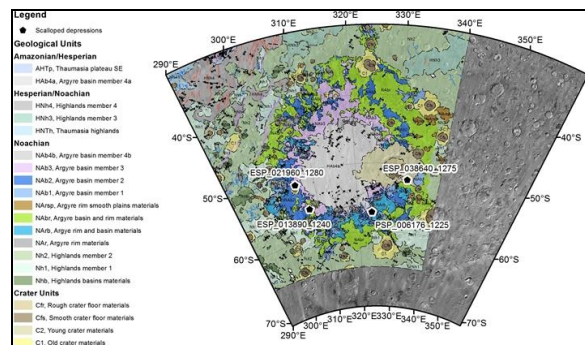 Legend
Scalloped depressions
Geological Units
Amazonian/Hesperian
AHTp, Thaumasia plateau SE
HAb4a, Argyre basin member 4a
Hesperian/Noachian
HNh4, Highlands member 4
HNh3, Highlands member 3
HNTh, Thaumasia highlands
Noachian
NAb4b, Argyre basin member 4b
NAb3, Argyre basin member 3
NAb2, Argyre basin member 2
NAb1, Argyre basin member 1
NArsp, Argyre rim smooth plains materials
NAbr, Argyre basin and rim materials
NArb, Argyre rim and basin materials
NAr, Argyre rim materials
Nh2, Highlands member 2
Nh1, Highlands member 1
Nhb, Highlands basins materials
Crater Units
Cfr, Rough crater floor materials
Cfs, Smooth crater floor materials
C2, Young crater materials
C1, Old crater materials
290°E 300°E 310°E 320°E 330°E 340°E 350°E
40°S 40°S
ESP_021960_1280 ESP_038640_1275
50°S 50°S
ESP_013890_1240 PSP_006176_1225
60°S 60°S
70°S 70°S
290°E 300°E 310°E 320°E 330°E 340°E 350°E